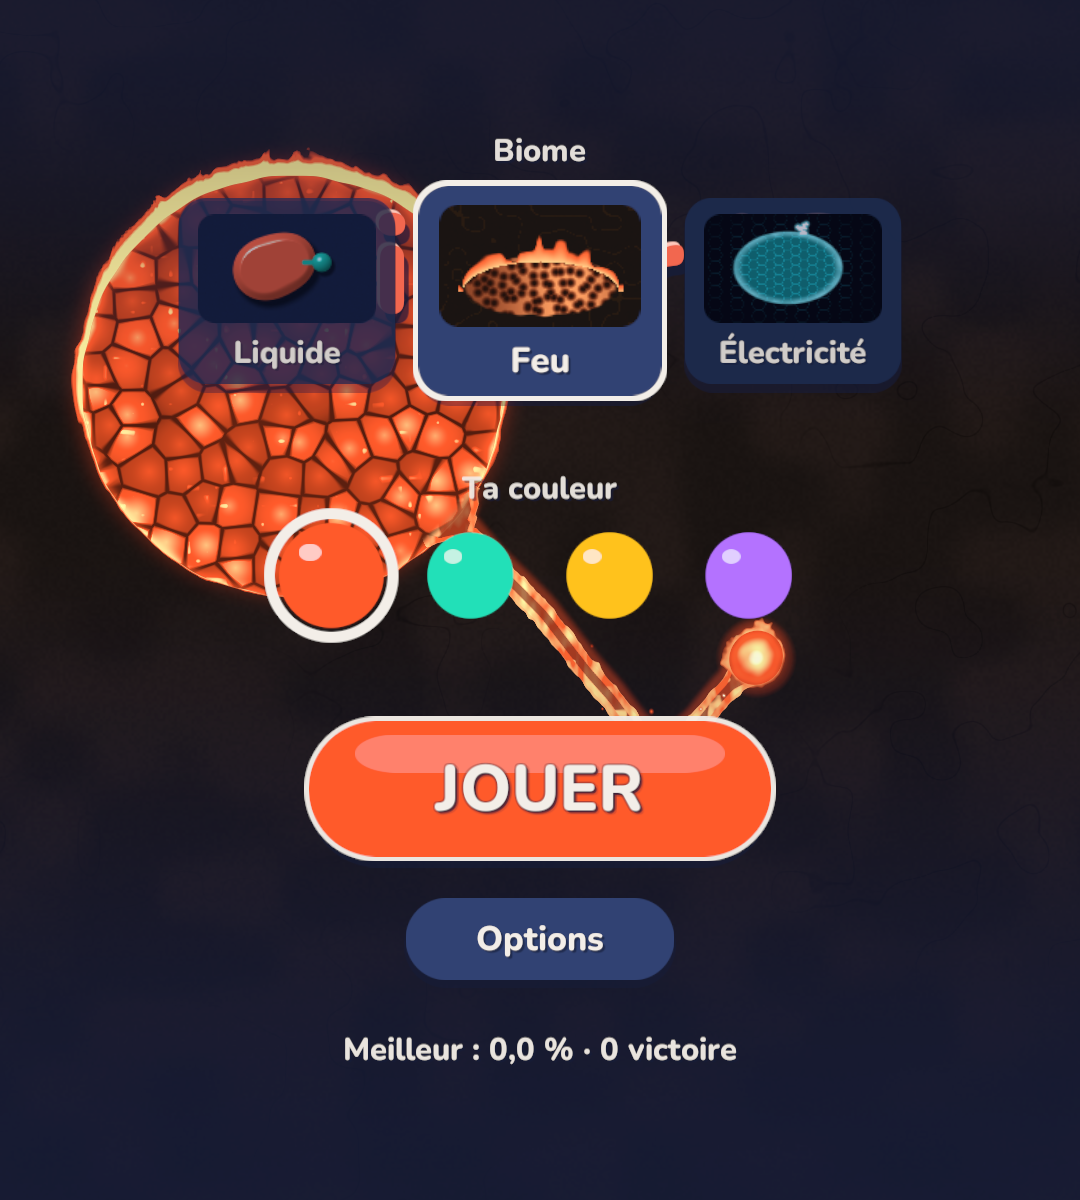 Biome
Liquide
Feu
Électricité
Ta couleur
JOUER
Options
Meilleur : 0,0 % · 0 victoire